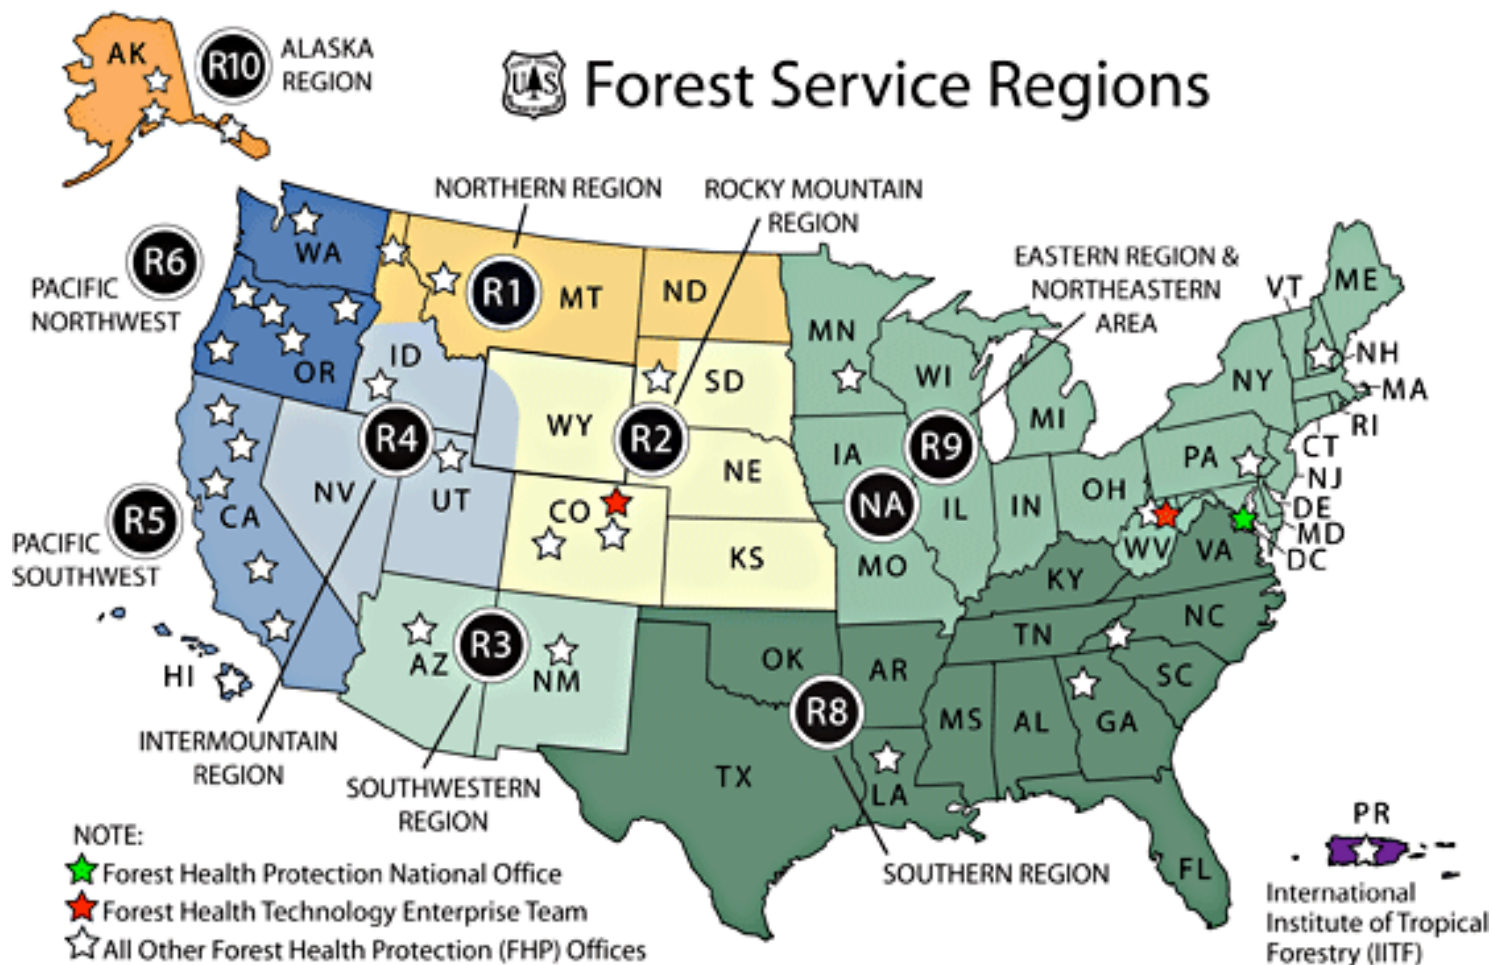 AK
R10
ALASKA
REGION
FOREST SERVICE
U S
Forest Service Regions
NORTHERN REGION
ROCKY MOUNTAIN
REGION
EASTERN REGION &
NORTHEASTERN
AREA
R6
PACIFIC
NORTHWEST
WA
OR
R1
MT
ND
ID
MN
WI
MI
VT
ME
NH
MA
NY
RI
CT
NJ
PA
DE
MD
DC
SD
WY
R2
NE
R4
NV
UT
CO
KS
IA
R9
NA
IL
IN
OH
MO
WV
VA
KY
R5
PACIFIC
SOUTHWEST
CA
HI
R3
AZ
NM
OK
AR
TN
NC
SC
R8
MS
AL
GA
TX
LA
FL
INTERMOUNTAIN
REGION
SOUTHWESTERN
REGION
SOUTHERN REGION
NOTE:
Forest Health Protection National Office
Forest Health Technology Enterprise Team
All Other Forest Health Protection (FHP) Offices
PR
International
Institute of Tropical
Forestry (IITF)